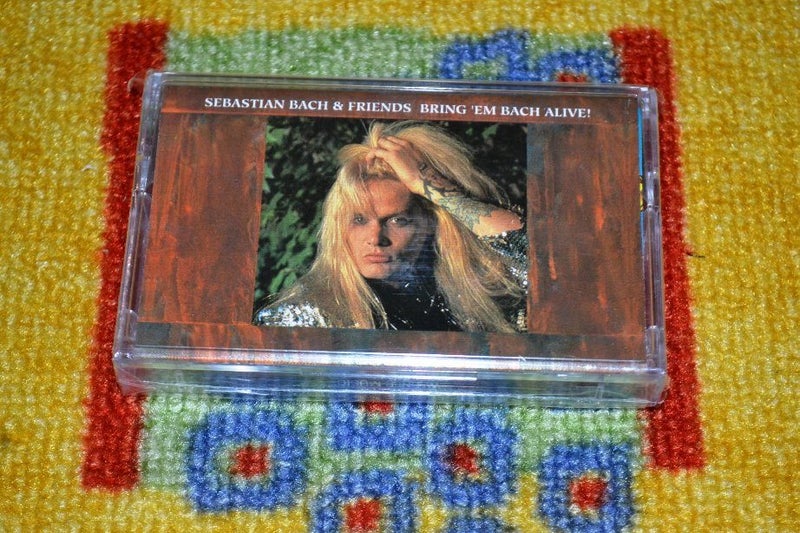 SEBASTIAN BACH & FRIENDS BRING 'EM BACH ALIVE!